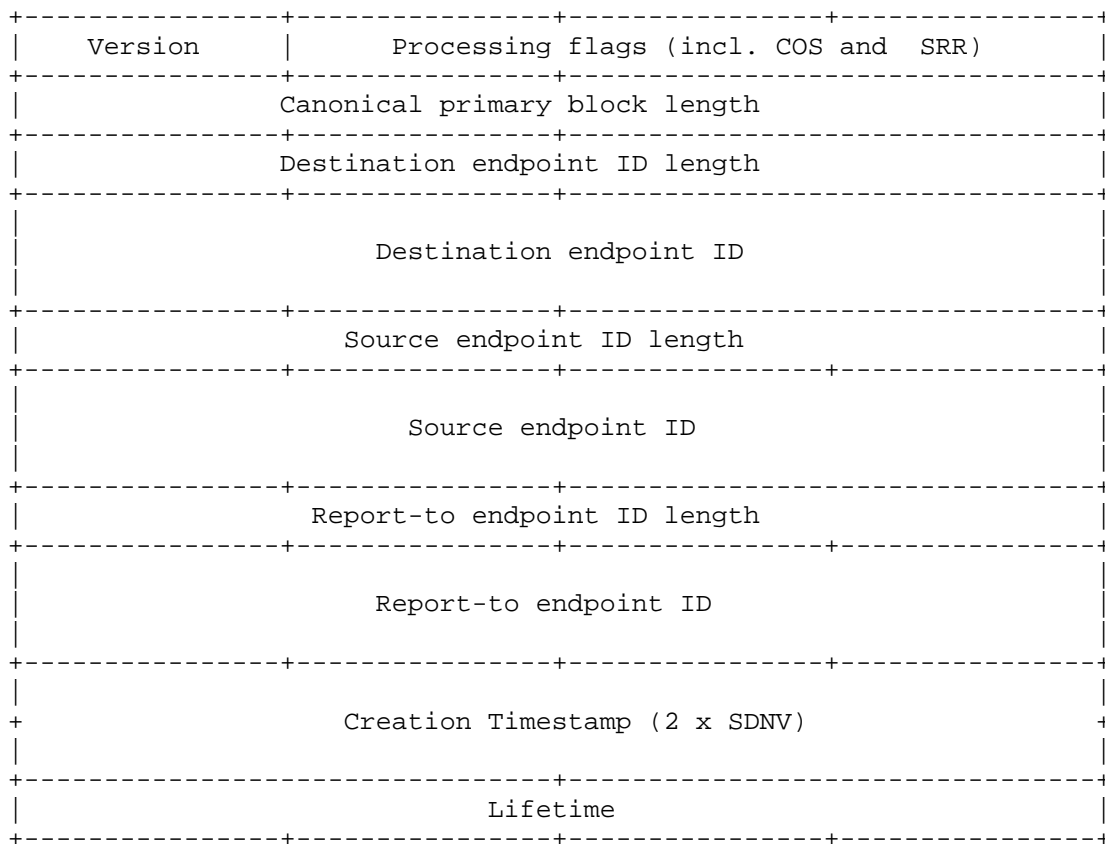 Version Processing flags (incl. COS and SRR)
Canonical primary block length
Destination endpoint ID length
Destination endpoint ID
Source endpoint ID length
Source endpoint ID
Report-to endpoint ID length
Report-to endpoint ID
Creation Timestamp (2 x SDNV)
Lifetime